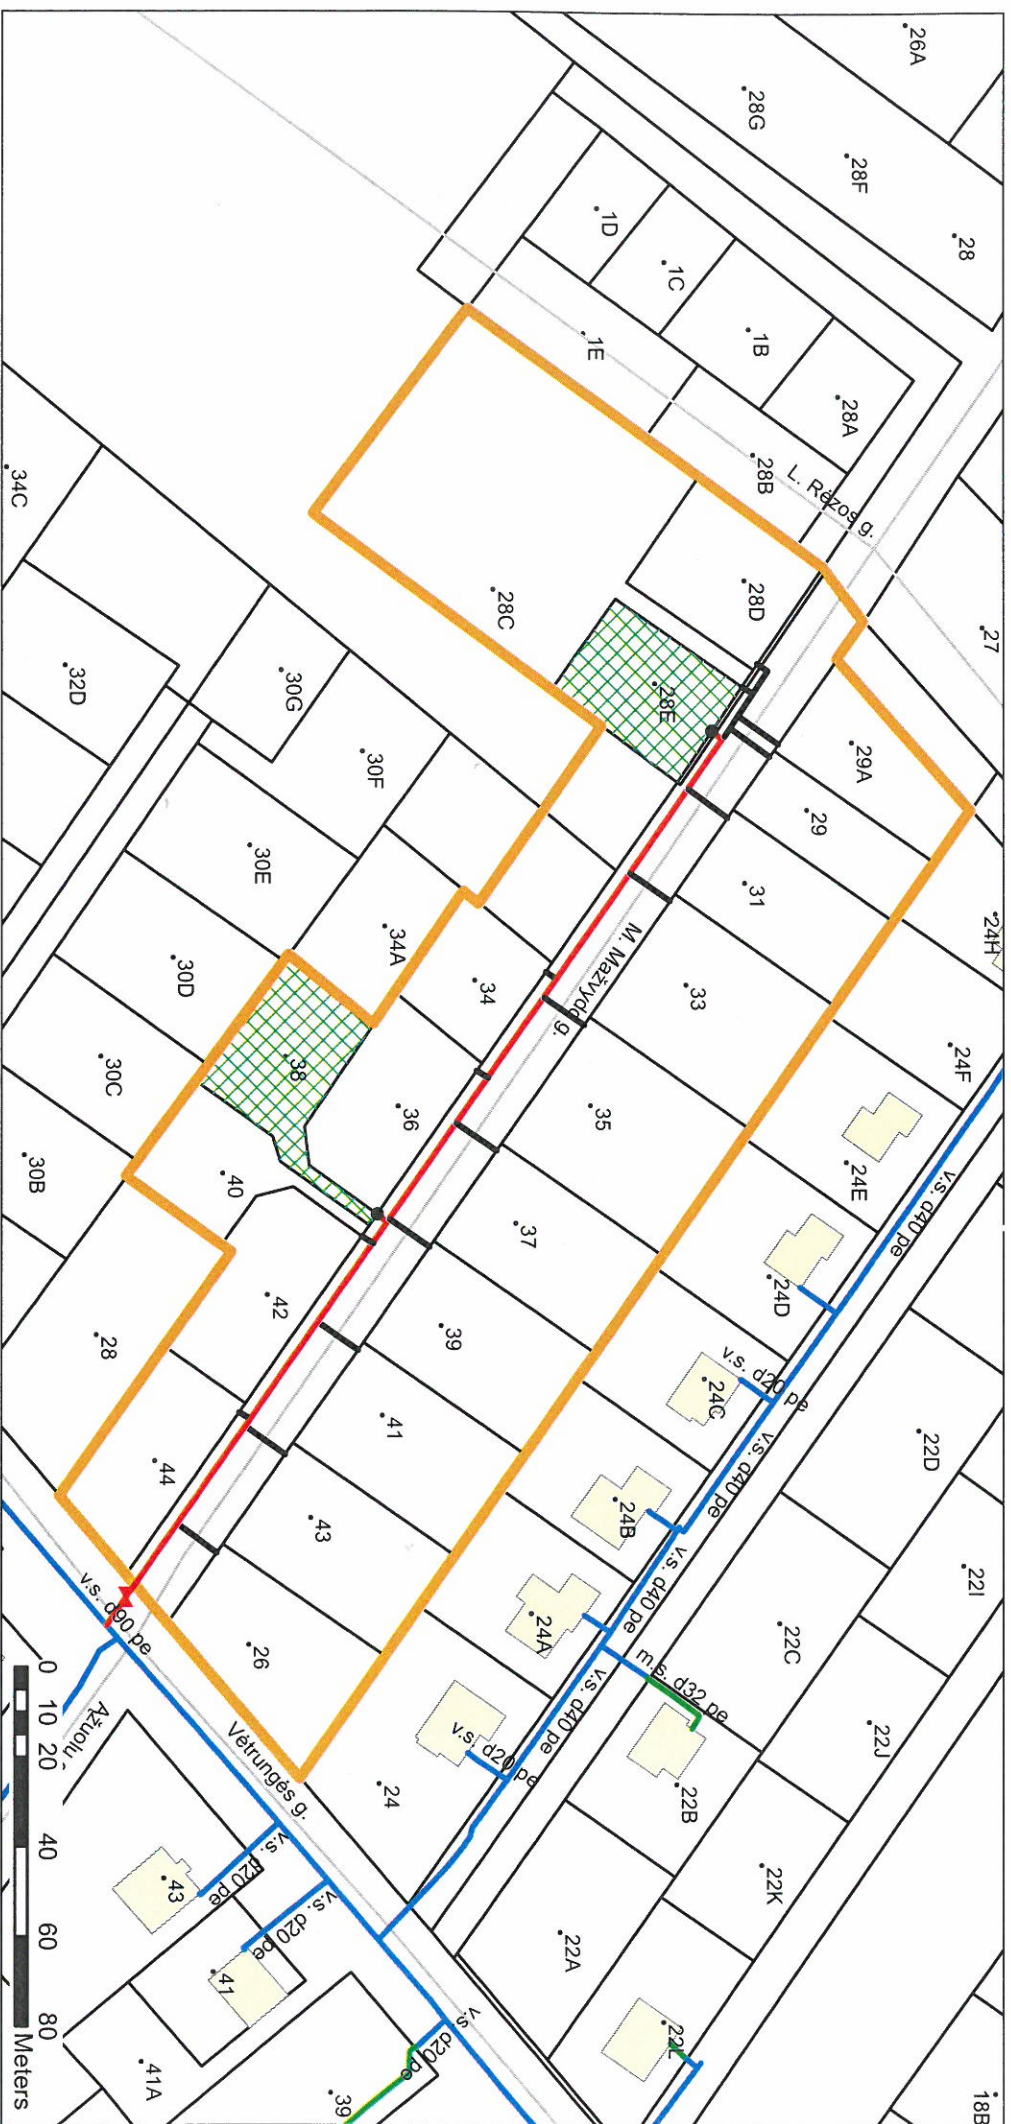 26A
28G
28F
28
1D
1C
1B
28A
1E
28B
L. Rėzos g.
27
28D
28C
28E
29A
29
31
24H
33
M. Mažvydo g.
34C
32D
30G
30F
30E
34A
34
30D
38
36
35
24F
24E
v.s. d40 pe
30C
30B
40
37
24D
42
39
v.s. d20 pe
24C
28
41
v.s. d40 pe
22D
44
43
24B
22I
v.s. d40 pe
24A
22C
v.s. d90 pe
26
m.s. d32 pe
v.s. d40 pe
22J
Ąžuolų
Vėtrungės g.
v.s. d20 pe
24
22B
22K
43
v.s. d20 pe
v.s. d20 pe
41
22A
v.s. d20 pe
22L
41A
39
18B
0 10 20 40 60 80
Meters